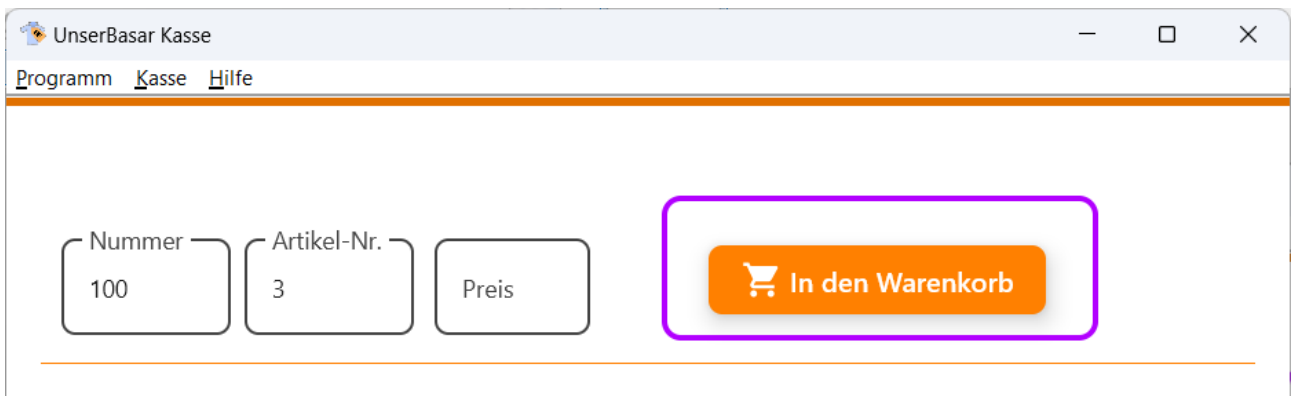 UnserBasar Kasse
Programm Kasse Hilfe
Nummer Artikel-Nr.
100 3 Preis In den Warenkorb